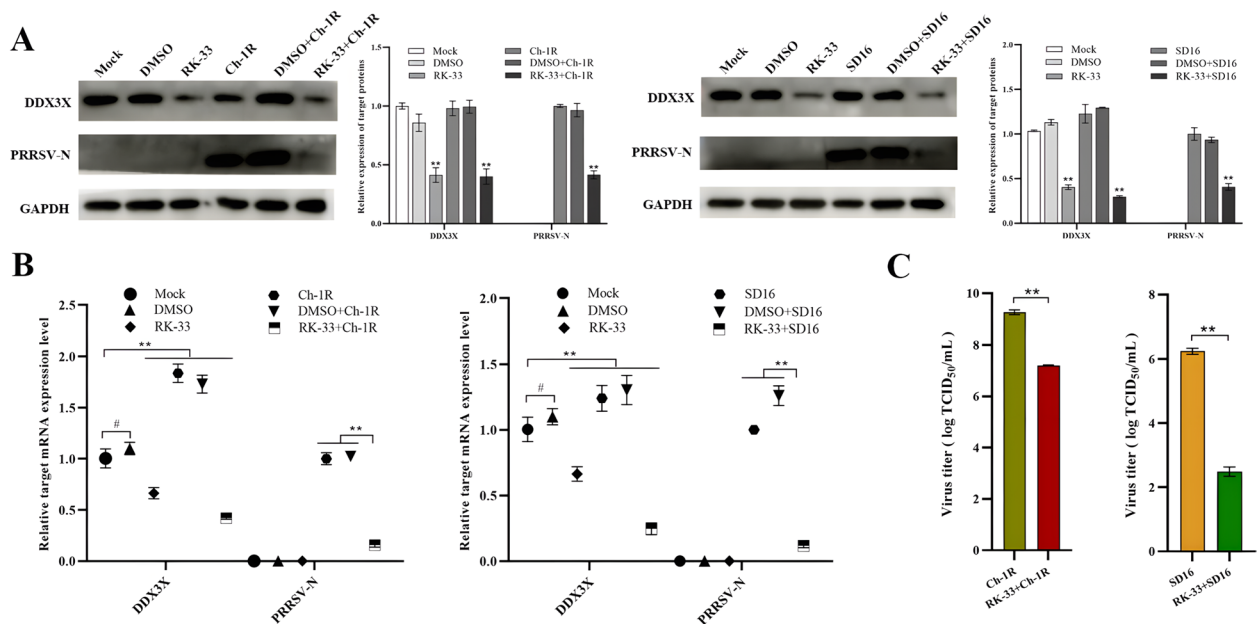 A
Mock
DMSO
RK-33
Ch-1R
DMSO+Ch-1R
RK-33+Ch-1R
DDX3X
PRRSV-N
GAPDH
Relative expression of target proteins
1.5
1.0
0.5
0.0
Mock
DMSO
RK-33
Ch-1R
DMSO+Ch-1R
RK-33+Ch-1R
**
**
**
DDX3X
PRRSV-N
Mock
DMSO
RK-33
SD16
DMSO+SD16
RK-33+SD16
DDX3X
PRRSV-N
GAPDH
Relative expression of target proteins
2.0
1.5
1.0
0.5
0.0
Mock
DMSO
RK-33
SD16
DMSO+SD16
RK-33+SD16
**
**
**
DDX3X
PRRSV-N
B
Relative target mRNA expression level
2.5
2.0
1.5
1.0
0.5
0.0
Mock
DMSO
RK-33
Ch-1R
DMSO+Ch-1R
RK-33+Ch-1R
**
#
**
DDX3X
PRRSV-N
Relative target mRNA expression level
2.0
1.5
1.0
0.5
0.0
Mock
DMSO
RK-33
SD16
DMSO+SD16
RK-33+SD16
**
#
**
DDX3X
PRRSV-N
C
Virus titer ( log TCID50/mL )
10
8
6
4
2
0
**
Ch-1R
RK-33+Ch-1R
Virus titer ( log TCID50/mL )
8
6
4
2
0
**
SD16
RK-33+SD16